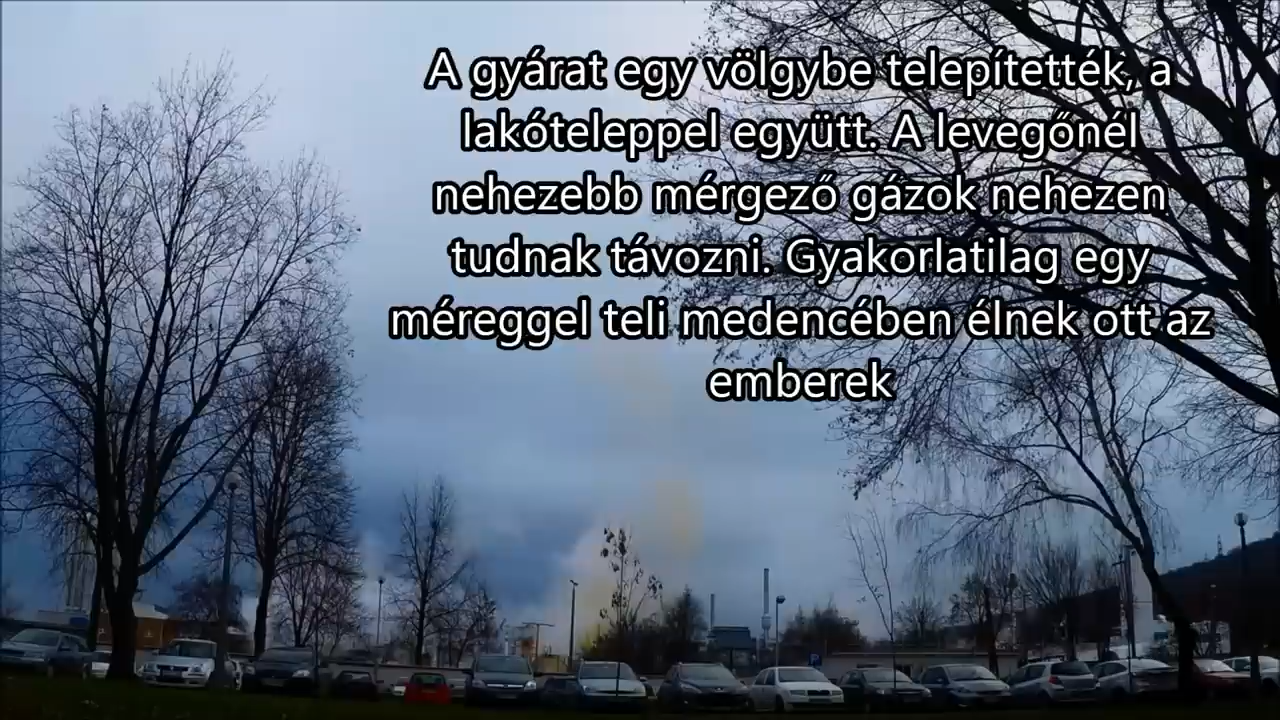 A gyárat egy völgybe telepítették, a
lakóteleppel együtt. A levegőnél
nehezebb mérgező gázok nehezen
tudnak távozni. Gyakorlatilag egy
méreggel teli medencében élnek ott az
emberek